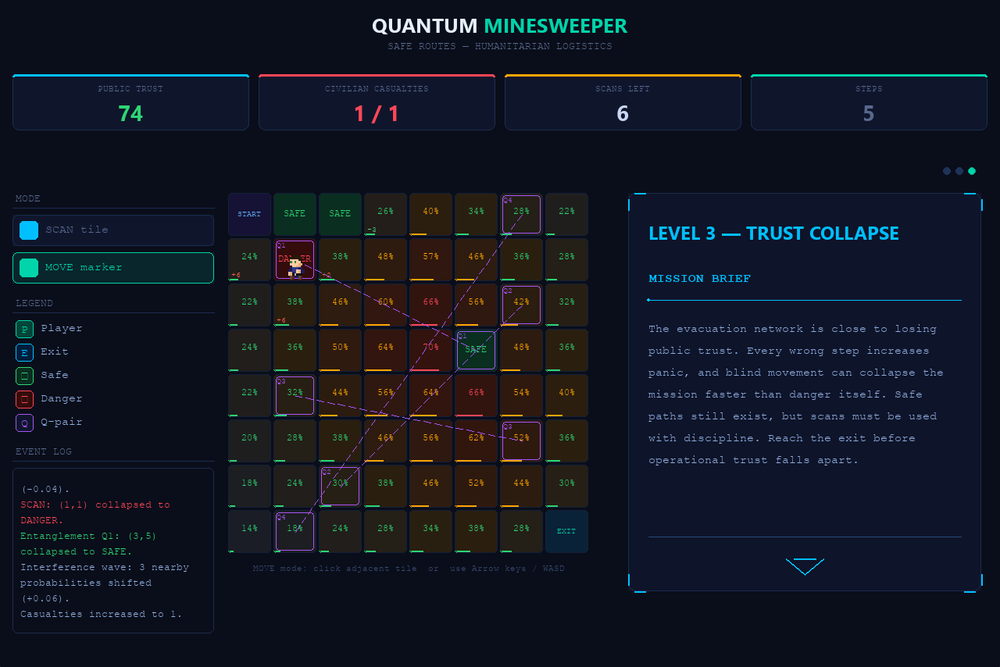 QUANTUM MINESWEEPER
SAFE ROUTES — HUMANITARIAN LOGISTICS
PUBLIC TRUST
74
CIVILIAN CASUALTIES
1 / 1
SCANS LEFT
6
STEPS
5
MODE
SCAN tile
MOVE marker
LEGEND
P Player
E Exit
Safe
Danger
Q Q-pair
EVENT LOG
(-0.04).
SCAN: (1,1) collapsed to
DANGER.
Entanglement Q1: (3,5)
collapsed to SAFE.
Interference wave: 3 nearby
probabilities shifted
(+0.06).
Casualties increased to 1.
START SAFE SAFE 26% -3 40% 34% Q4 28% 22%
24% +6 Q1 38% 48% 57% 46% 36% 28%
22% 38% +6 46% 60% 66% 56% Q2 42% 32%
24% 36% 50% 64% 70% Q1 SAFE 48% 36%
22% Q3 32% 44% 56% 64% 66% 54% 40%
20% 28% 38% 46% 56% 62% Q3 52% 36%
18% 24% Q2 30% 38% 46% 52% 44% 30%
14% Q4 18% 24% 28% 34% 38% 28% EXIT
MOVE mode: click adjacent tile or use Arrow keys / WASD
LEVEL 3 — TRUST COLLAPSE
MISSION BRIEF
The evacuation network is close to losing
public trust. Every wrong step increases
panic, and blind movement can collapse the
mission faster than danger itself. Safe
paths still exist, but scans must be used
with discipline. Reach the exit before
operational trust falls apart.